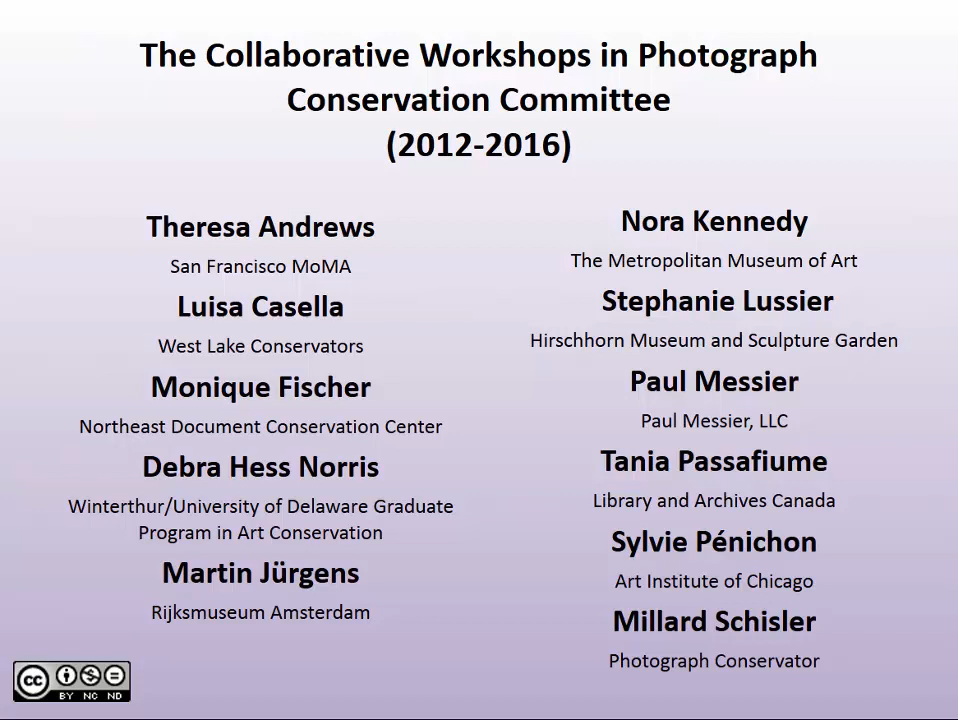 The Collaborative Workshops in Photograph
Conservation Committee
(2012-2016)
Theresa Andrews
San Francisco MoMA
Luisa Casella
West Lake Conservators
Monique Fischer
Northeast Document Conservation Center
Debra Hess Norris
Winterthur/University of Delaware Graduate
Program in Art Conservation
Martin Jürgens
Rijksmuseum Amsterdam
Nora Kennedy
The Metropolitan Museum of Art
Stephanie Lussier
Hirschhorn Museum and Sculpture Garden
Paul Messier
Paul Messier, LLC
Tania Passafiume
Library and Archives Canada
Sylvie Pénichon
Art Institute of Chicago
Millard Schisler
Photograph Conservator
cc
BY NC ND